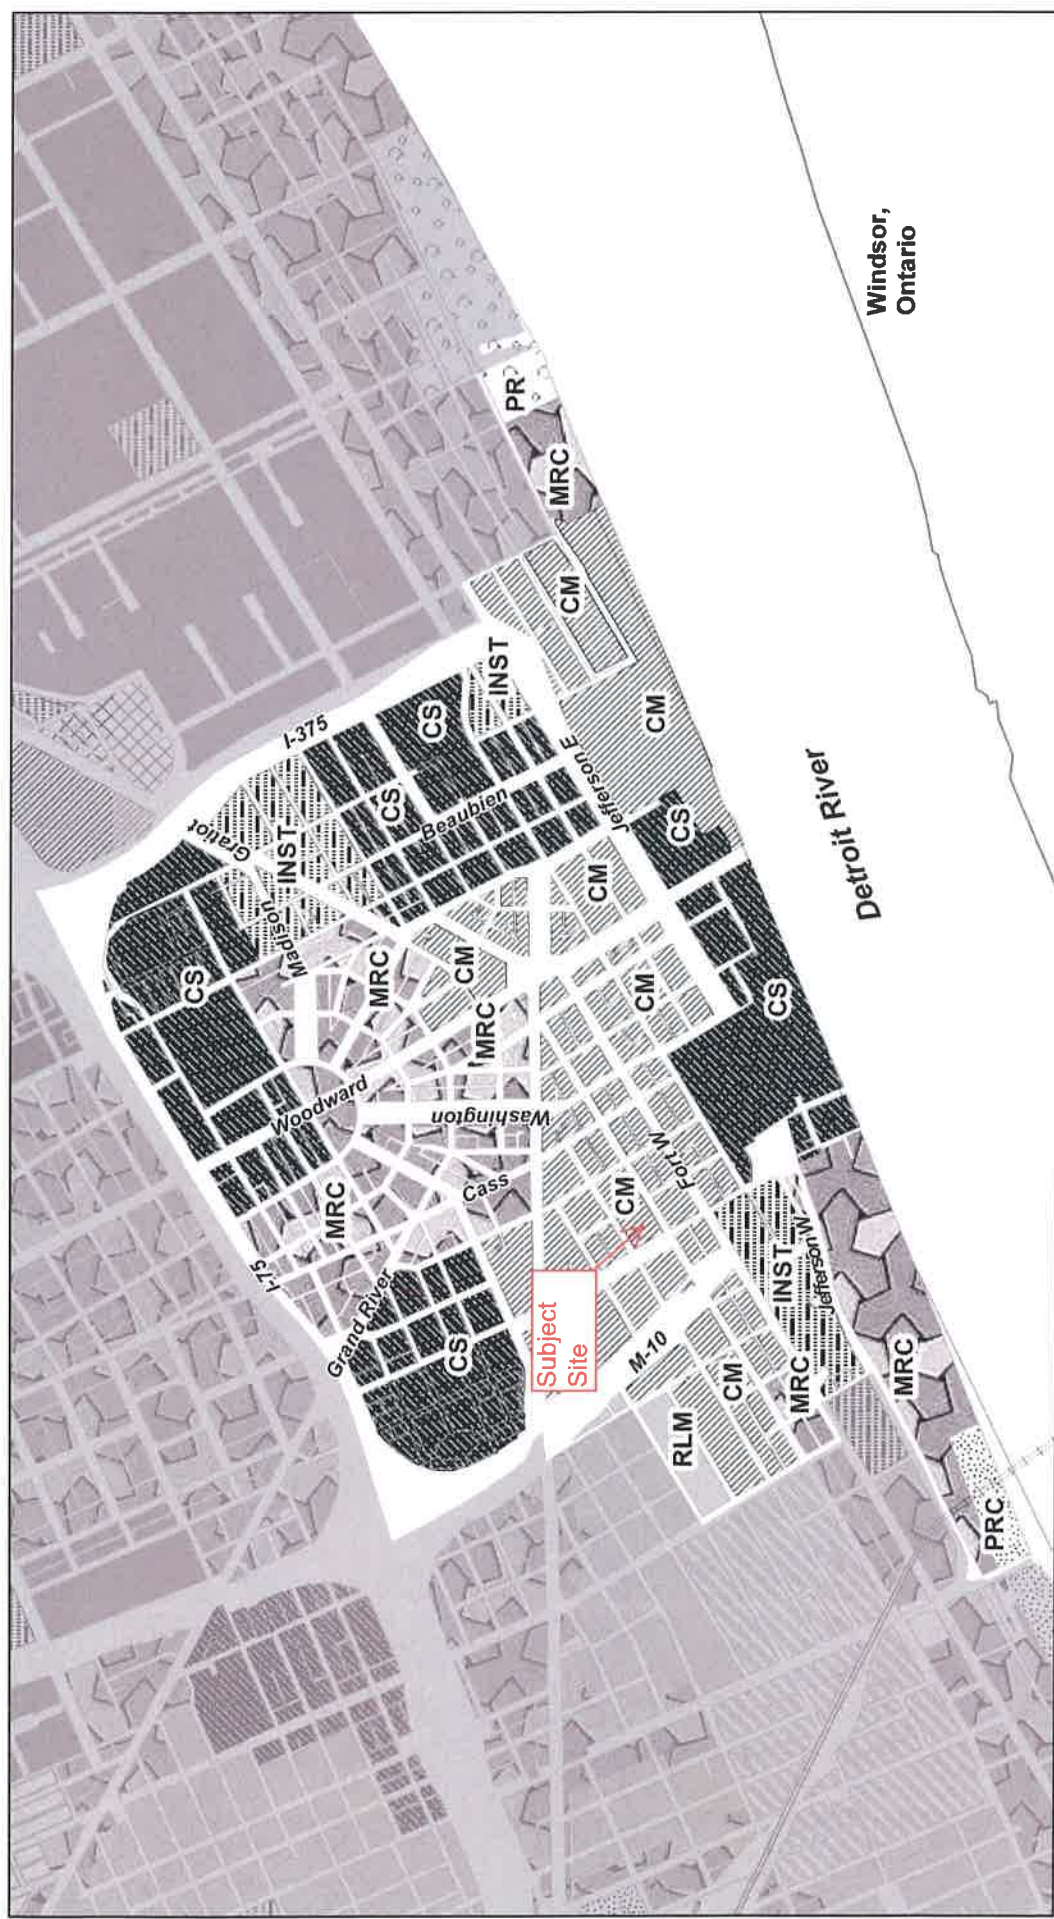 PR
MRC
CM
INST
CM
I-375
CS
CS
Beaubien
Jefferson E
CS
Gratiot
INST
Madison
CM
CS
MRC
CM
MRC
CM
CS
Woodward
Washington
Cass
MRC
CM
Fort W
I-75
Grand River
CS
INST
Jefferson W
M-10
CM
MRC
MRC
RLM
PRC
Subject
Site
Detroit River
Windsor,
Ontario